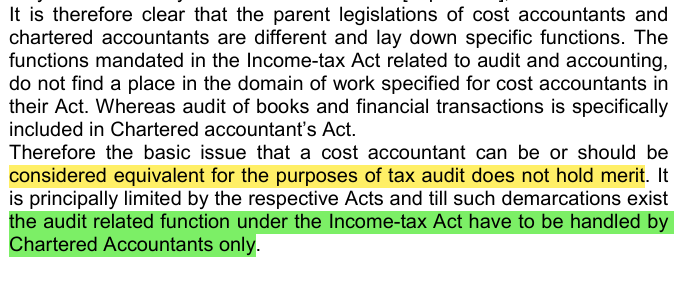 It is therefore clear that the parent legislations of cost accountants and
chartered accountants are different and lay down specific functions. The
functions mandated in the Income-tax Act related to audit and accounting,
do not find a place in the domain of work specified for cost accountants in
their Act. Whereas audit of books and financial transactions is specifically
included in Chartered accountant's Act.
Therefore the basic issue that a cost accountant can be or should be
considered equivalent for the purposes of tax audit does not hold merit. It
is principally limited by the respective Acts and till such demarcations exist
the audit related function under the Income-tax Act have to be handled by
Chartered Accountants only.